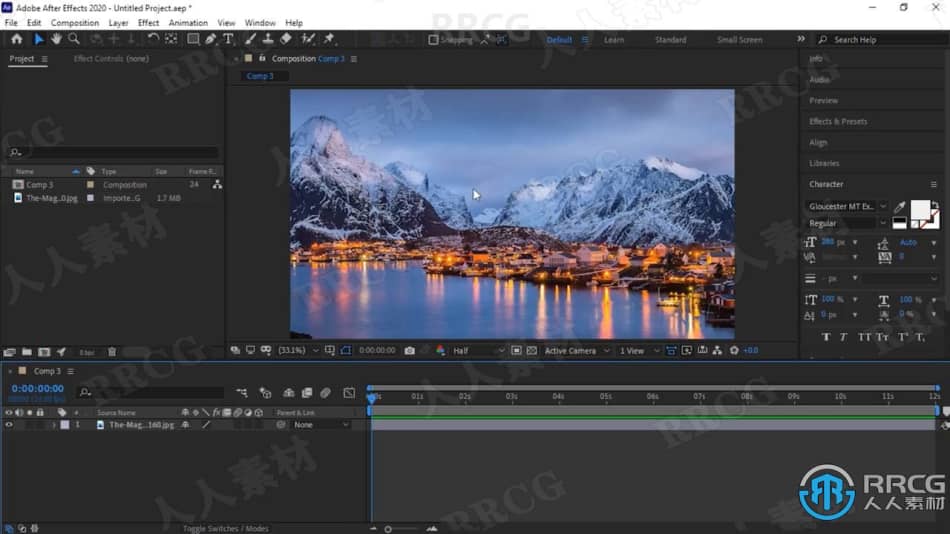 Adobe After Effects 2020 - Untitled Project.aep *
File Edit Composition Layer Effect Animation View Window Help
Snapping Default Learn Standard Small Screen Search Help
Project Effect Controls (none) Composition Comp 3 Info
Comp 3
Audio
Preview
Effects & Presets
Align
Libraries
Name Type Size Frame R...
Comp 3 Composition 24
The-Mag...0.jpg Importe...G 1.7 MB
Character
Gloucester MT Ex...
Regular
280 px Auto
0
- px
100 % 100 %
0 px 0 %
T T TT Tт T' T,
8 bpc
(33.1%) 0:00:00:00 Half Active Camera 1 View +0.0
Comp 3
0:00:00:00
01s 02s 03s 04s 05s 06s 07s 08s 09s 10s 11s 12s
# Source Name Parent & Link
1 The-Mag...160.jpg None
Toggle Switches / Modes
RRCG
人人素材